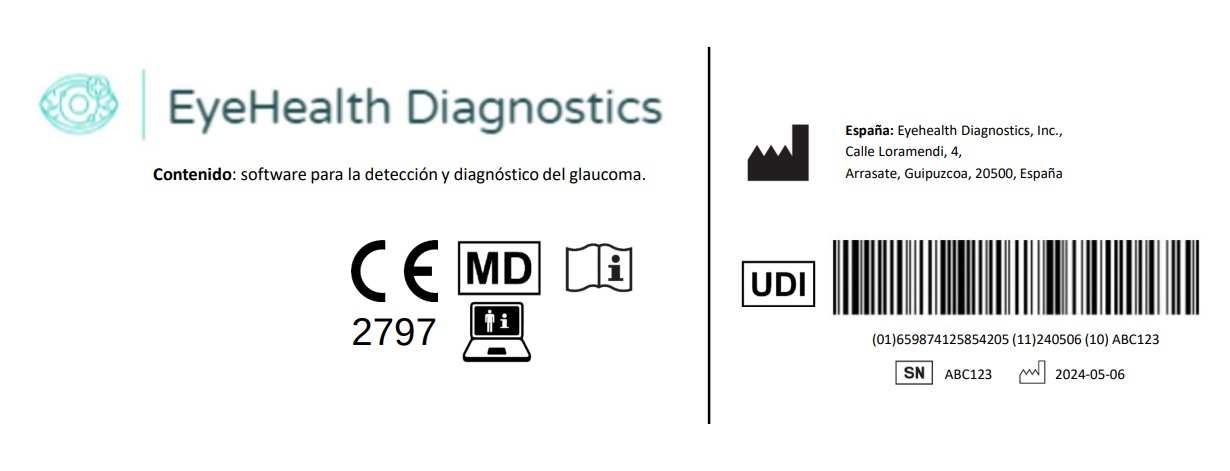 EyeHealth Diagnostics
Contenido: software para la detección y diagnóstico del glaucoma.
CE
MD
i
2797
i
España: Eyehealth Diagnostics, Inc.,
Calle Loramendi, 4,
Arrasate, Guipuzcoa, 20500, España
UDI
(01)659874125854205 (11)240506 (10) ABC123
SN ABC123 2024-05-06